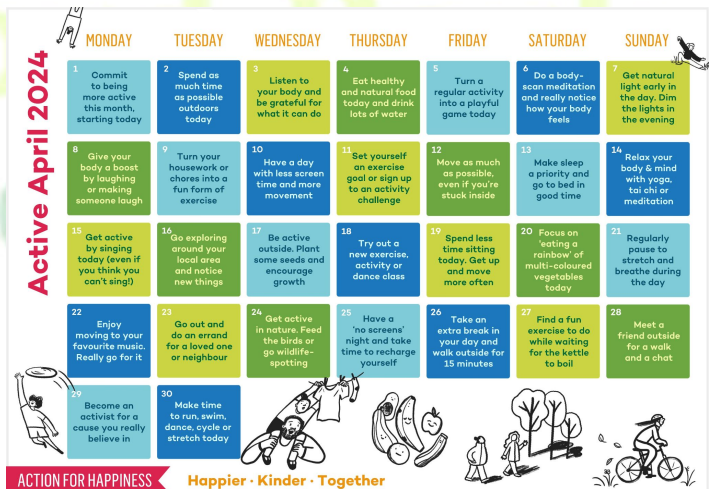 Active April 2024
MONDAY TUESDAY WEDNESDAY THURSDAY FRIDAY SATURDAY SUNDAY
1
Commit
to being
more active
this month,
starting today
2
Spend as
much time
as possible
outdoors
today
3
Listen to
your body and
be grateful for
what it can do
4
Eat healthy
and natural food
today and drink
lots of water
5
Turn a
regular activity
into a playful
game today
6
Do a body-
scan meditation
and really notice
how your body
feels
7
Get natural
light early in
the day. Dim
the lights in
the evening
8
Give your
body a boost
by laughing
or making
someone laugh
9
Turn your
housework or
chores into a
fun form of
exercise
10
Have a day
with less screen
time and more
movement
11
Set yourself
an exercise
goal or sign up
to an activity
challenge
12
Move as much
as possible,
even if you're
stuck inside
13
Make sleep
a priority and
go to bed in
good time
14
Relax your
body & mind
with yoga,
tai chi or
meditation
15
Get active
by singing
today (even if
you think you
can't sing!)
16
Go exploring
around your
local area
and notice
new things
17
Be active
outside. Plant
some seeds and
encourage
growth
18
Try out a
new exercise,
activity or
dance class
19
Spend less
time sitting
today. Get up
and move
more often
20
Focus on
'eating a
rainbow' of
multi-coloured
vegetables
today
21
Regularly
pause to
stretch and
breathe during
the day
22
Enjoy
moving to your
favourite music.
Really go for it
23
Go out and
do an errand
for a loved one
or neighbour
24
Get active
in nature. Feed
the birds or
go wildlife-
spotting
25
Have a
'no screens'
night and take
time to recharge
yourself
26
Take an
extra break in
your day and
walk outside for
15 minutes
27
Find a fun
exercise to do
while waiting
for the kettle
to boil
28
Meet a
friend outside
for a walk
and a chat
29
Become an
activist for a
cause you really
believe in
30
Make time
to run, swim,
dance, cycle or
stretch today
ACTION FOR HAPPINESS
Happier · Kinder · Together